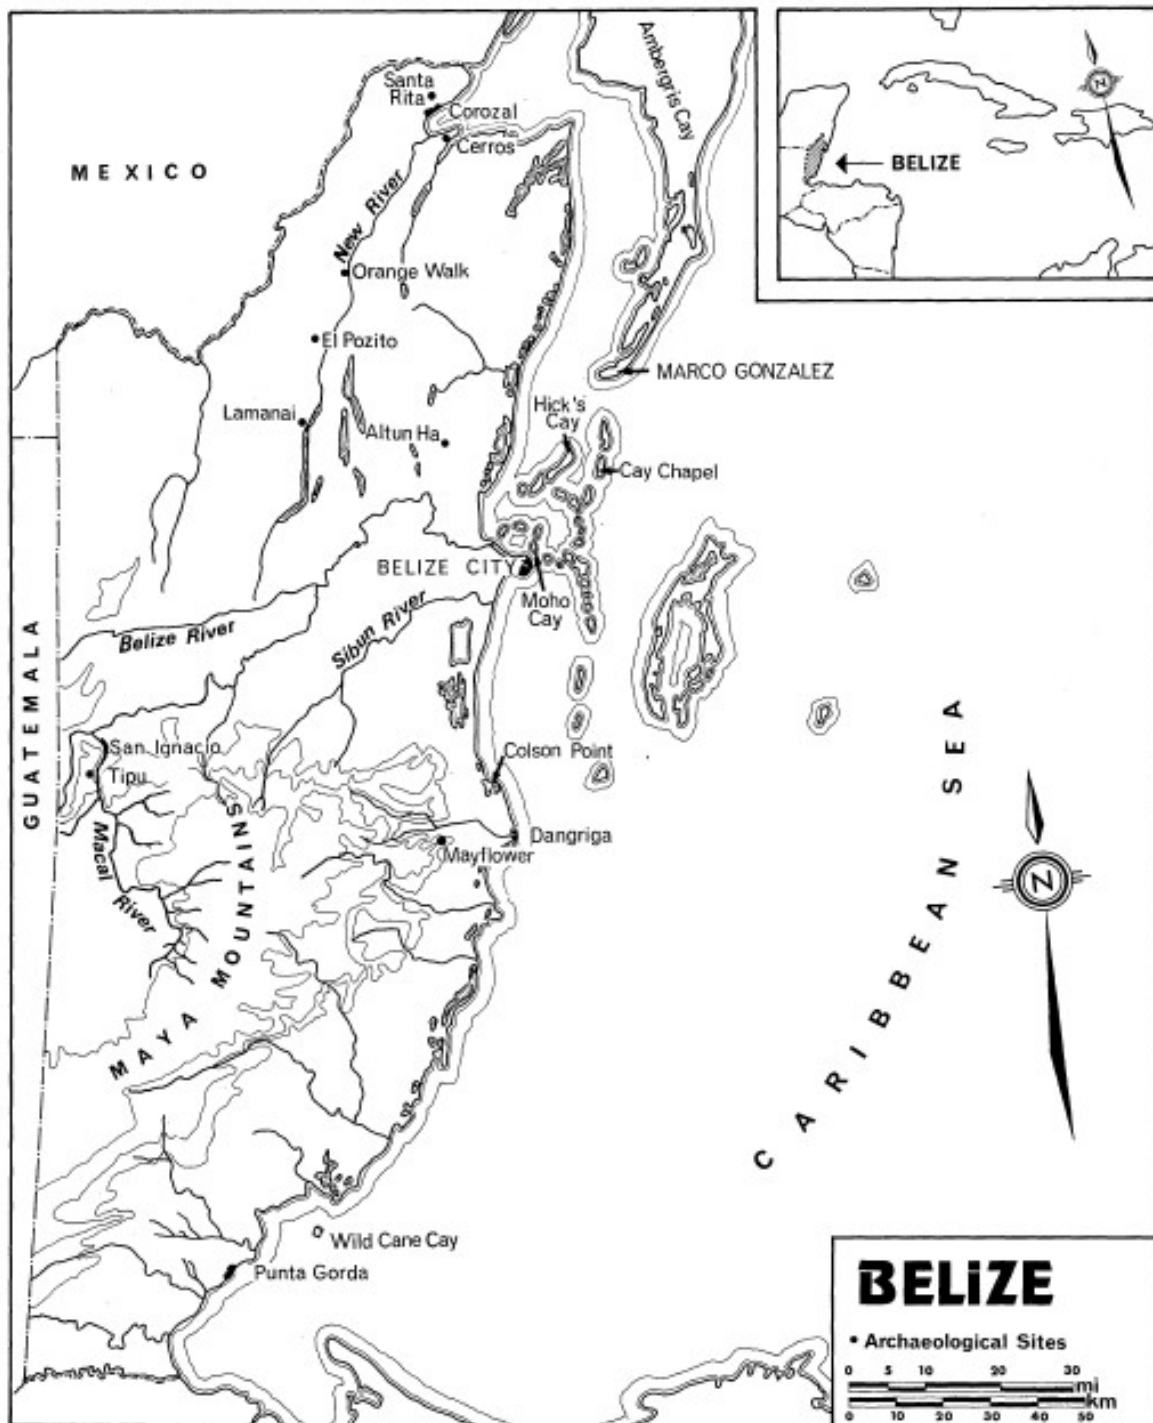 Santa
Rita
Corozal
Cerros
Ambergris Cay
MEXICO
New River
Orange Walk
El Pozito
Lamanai
Altun Ha
N
BELIZE
MARCO GONZALEZ
Hick's
Cay
Cay Chapel
BELIZE CITY
Moho
Cay
Belize River
Sibun River
GUATEMALA
San Ignacio
Tipu
Macal
River
MAYA MOUNTAINS
Colson Point
Dangriga
Mayflower
CARIBBEAN SEA
N
Wild Cane Cay
Punta Gorda
BELiZE
• Archaeological Sites
0 5 10 20 30
mi
km
0 10 20 30 40 50